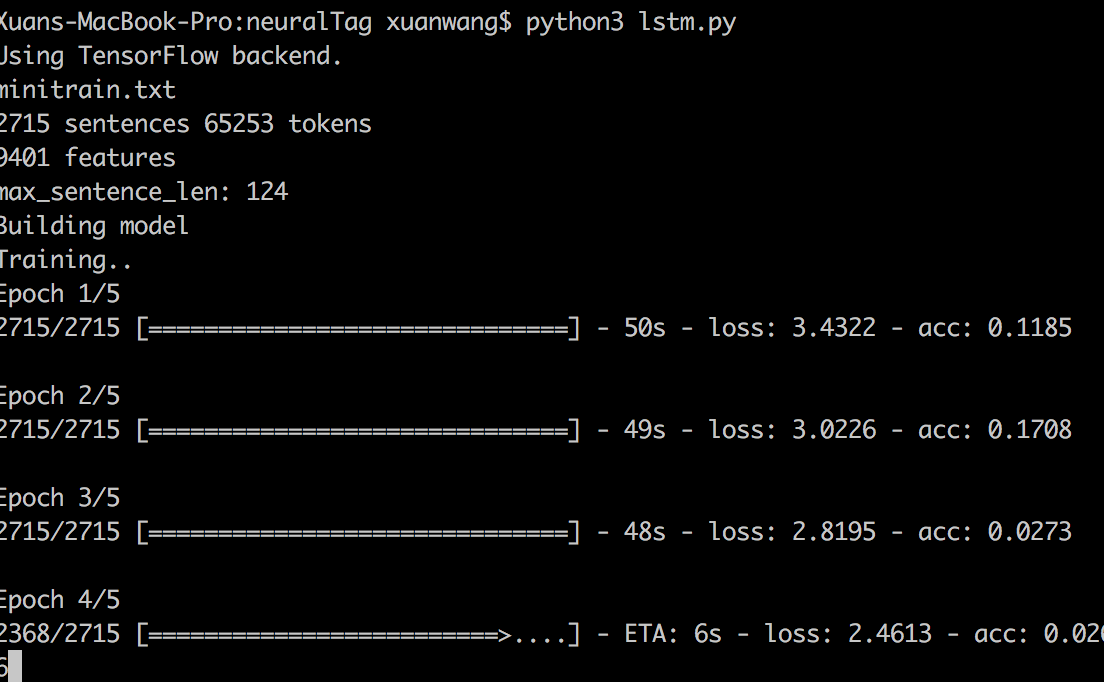 Xuans-MacBook-Pro:neuralTag xuanwang$ python3 lstm.py
Using TensorFlow backend.
minitrain.txt
2715 sentences 65253 tokens
9401 features
max_sentence_len: 124
Building model
Training..
Epoch 1/5
2715/2715 [==============================] - 50s - loss: 3.4322 - acc: 0.1185
Epoch 2/5
2715/2715 [==============================] - 49s - loss: 3.0226 - acc: 0.1708
Epoch 3/5
2715/2715 [==============================] - 48s - loss: 2.8195 - acc: 0.0273
Epoch 4/5
2368/2715 [=========================>....] - ETA: 6s - loss: 2.4613 - acc: 0.026
6